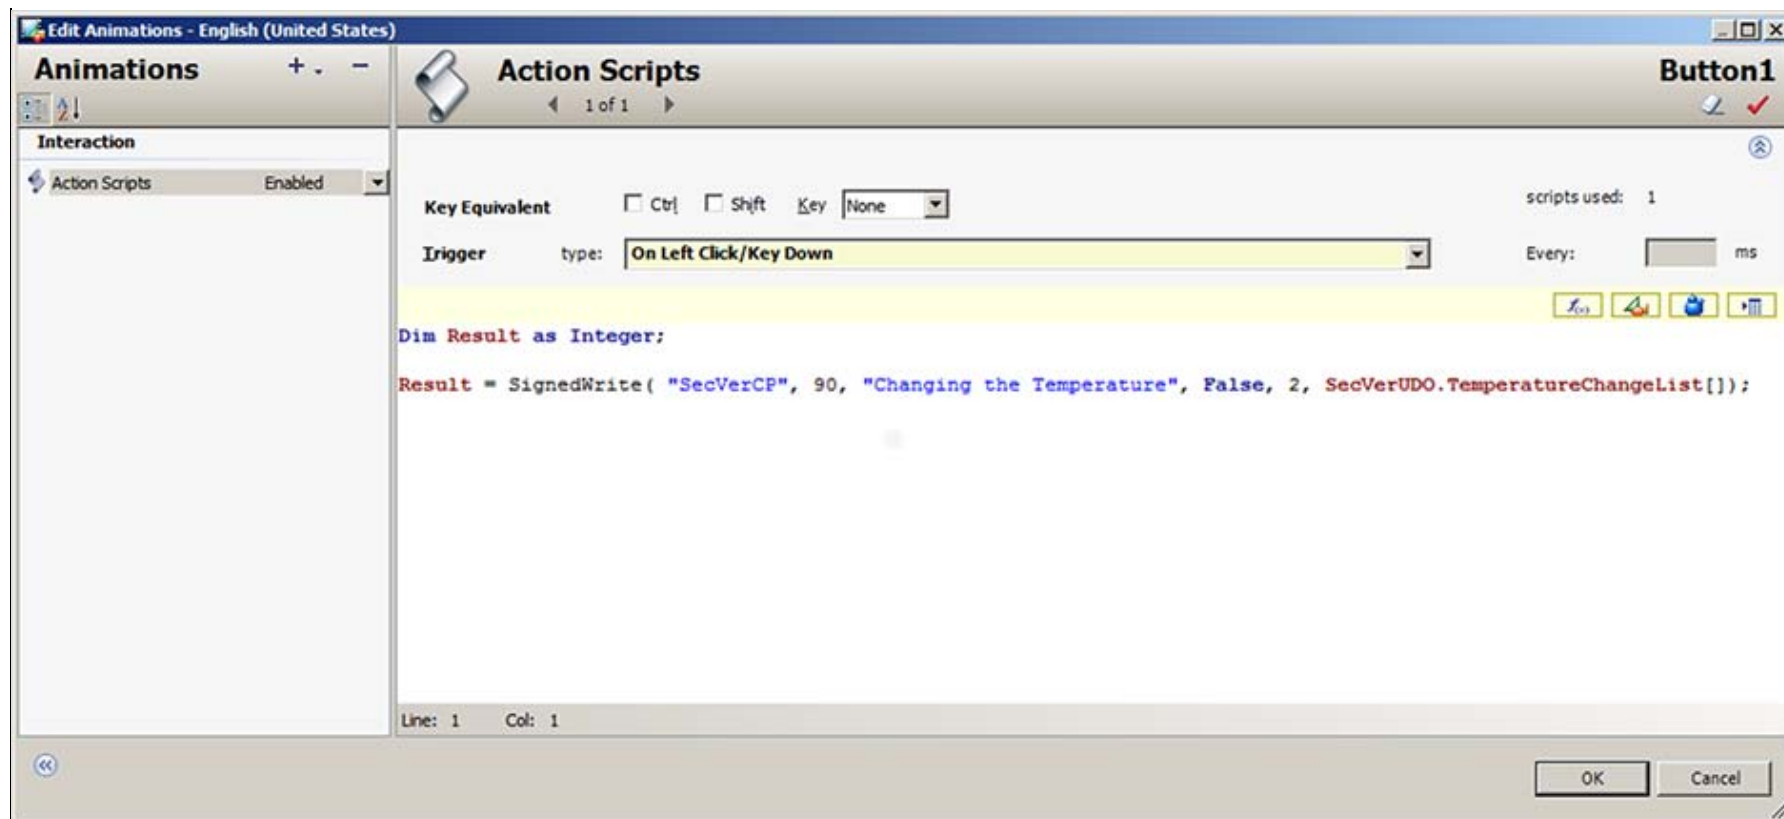 Edit Animations - English (United States)
Animations
Action Scripts
Button1
1 of 1
Interaction
Action Scripts Enabled
Key Equivalent Ctrl Shift Key None scripts used: 1
Trigger type: On Left Click/Key Down Every: ms
Dim Result as Integer;
Result = SignedWrite( "SecVerCP", 90, "Changing the Temperature", False, 2, SecVerUDO.TemperatureChangeList[]);
Line: 1 Col: 1
OK Cancel